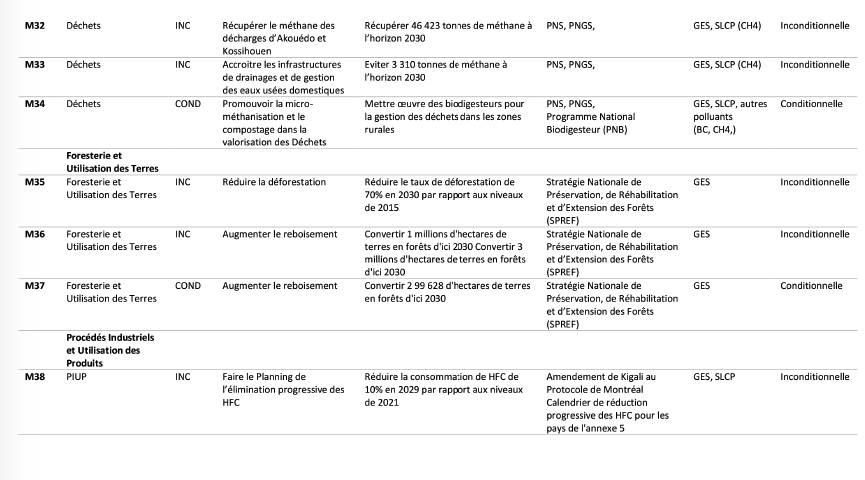 M32 Déchets INC Récupérer le méthane des Récupérer 46 423 tonnes de méthane à PNS, PNGS, GES, SLCP (CH4) Inconditionnelle
décharges d’Akouédo et l’horizon 2030
Kossihouen
M33 Déchets INC Accroitre les infrastructures Eviter 3 310 tonnes de méthane à PNS, PNGS, GES, SLCP (CH4) Inconditionnelle
de drainages et de gestion l’horizon 2030
des eaux usées domestiques
M34 Déchets COND Promouvoir la micro- Mettre œuvre des biodigesteurs pour PNS, PNGS, GES, SLCP, autres Conditionnelle
méthanisation et le la gestion des déchets dans les zones Programme National polluants
compostage dans la rurales Biodigesteur (PNB) (BC, CH4,)
valorisation des Déchets
Foresterie et
Utilisation des Terres
M35 Foresterie et INC Réduire la déforestation Réduire le taux de déforestation de Stratégie Nationale de GES Inconditionnelle
Utilisation des Terres 70% en 2030 par rapport aux niveaux Préservation, de Réhabilitation
de 2015 et d’Extension des Forêts
(SPREF)
M36 Foresterie et INC Augmenter le reboisement Convertir 1 millions d'hectares de Stratégie Nationale de GES Inconditionnelle
Utilisation des Terres terres en forêts d'ici 2030 Convertir 3 Préservation, de Réhabilitation
millions d'hectares de terres en forêts et d’Extension des Forêts
d'ici 2030 (SPREF)
M37 Foresterie et COND Augmenter le reboisement Convertir 2 99 628 d'hectares de terres Stratégie Nationale de GES Conditionnelle
Utilisation des Terres en forêts d'ici 2030 Préservation, de Réhabilitation
et d’Extension des Forêts
(SPREF)
Procédés Industriels
et Utilisation des
Produits
M38 PIUP INC Faire le Planning de Réduire la consommation de HFC de Amendement de Kigali au GES, SLCP Inconditionnelle
l’élimination progressive des 10% en 2029 par rapport aux niveaux Protocole de Montréal
HFC de 2021 Calendrier de réduction
progressive des HFC pour les
pays de l'annexe 5